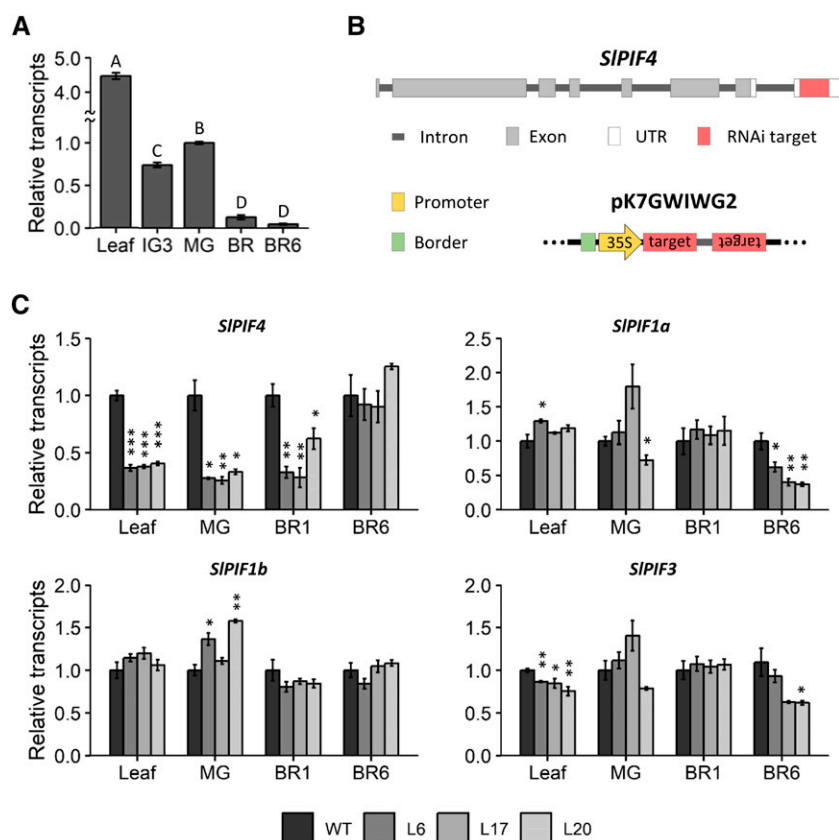 A
Relative transcripts
5.0
4.0
1.0
0.5
0.0
A
C
B
D
D
Leaf IG3 MG BR BR6
B
SlPIF4
Intron Exon UTR RNAi target
Promoter
Border
pK7GWIWG2
35S target target
C
SlPIF4
Relative transcripts
1.5
1.0
0.5
0.0
*** *** ***
* ** *
** ** *
Leaf MG BR1 BR6
SlPIF1a
2.5
2.0
1.5
1.0
0.5
0.0
*
*
* ** **
Leaf MG BR1 BR6
SlPIF1b
Relative transcripts
2.0
1.5
1.0
0.5
0.0
* **
Leaf MG BR1 BR6
SlPIF3
2.0
1.5
1.0
0.5
0.0
** * **
*
Leaf MG BR1 BR6
WT L6 L17 L20